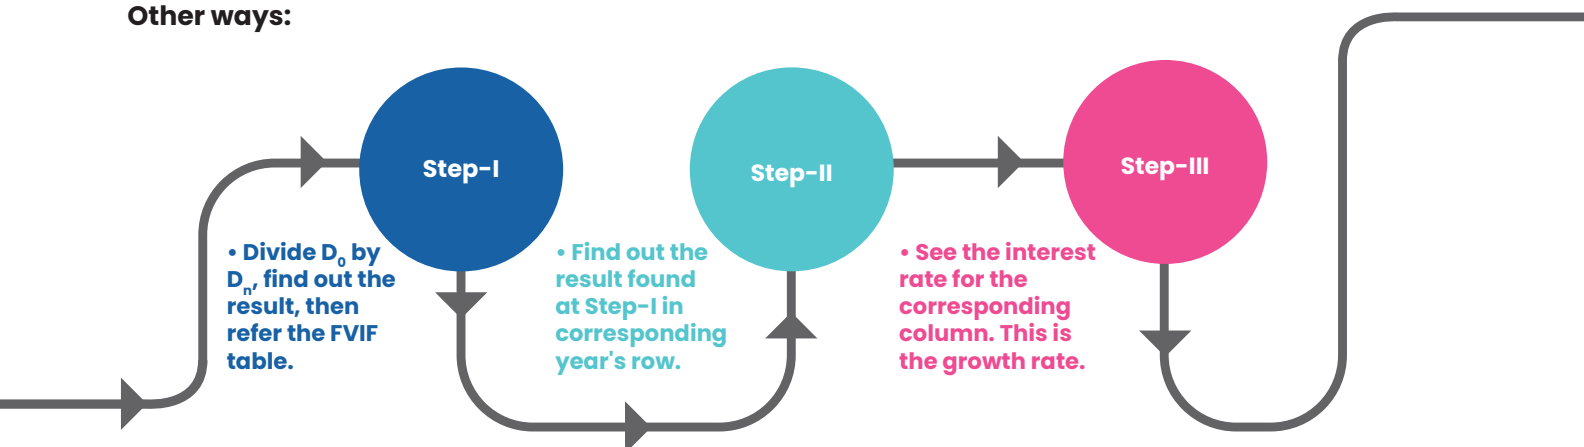 Other ways:
Step-I
Step-II
Step-III
• Divide D₀ by
Dₙ, find out the
result, then
refer the FVIF
table.
• Find out the
result found
at Step-I in
corresponding
year's row.
• See the interest
rate for the
corresponding
column. This is
the growth rate.